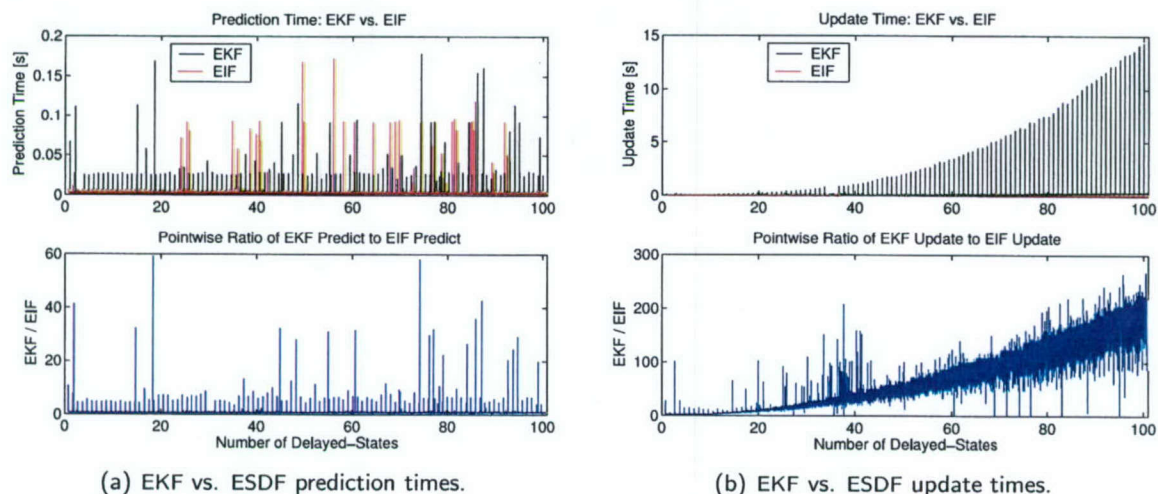 Prediction Time: EKF vs. EIF
Prediction Time [s]
0.2
0.15
0.1
0.05
0
EKF
EIF
0 20 40 60 80 100
Pointwise Ratio of EKF Predict to EIF Predict
EKF / EIF
60
40
20
0
0 20 40 60 80 100
Number of Delayed-States
(a) EKF vs. ESDF prediction times.
Update Time: EKF vs. EIF
Update Time [s]
15
10
5
0
EKF
EIF
0 20 40 60 80 100
Pointwise Ratio of EKF Update to EIF Update
EKF / EIF
300
200
100
0
0 20 40 60 80 100
Number of Delayed-States
(b) EKF vs. ESDF update times.